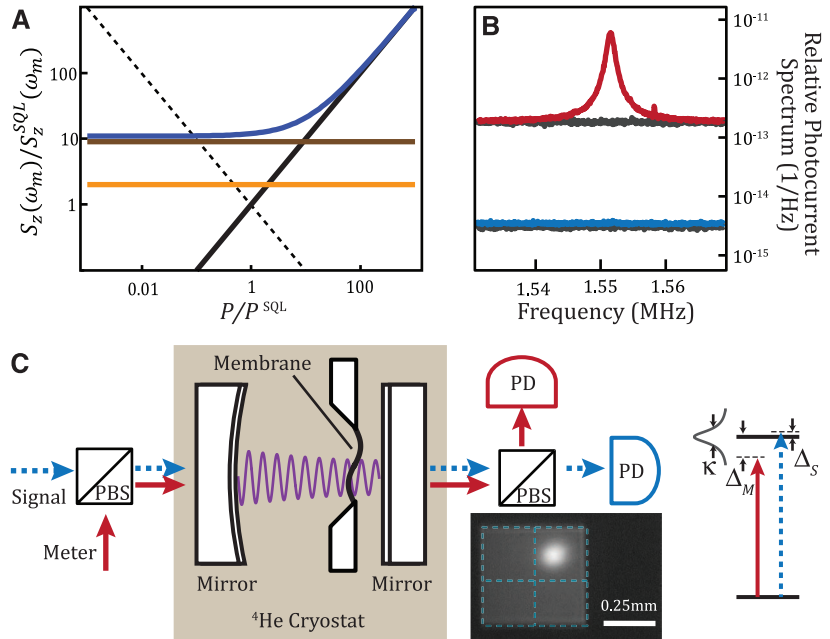 A
S_z(ω_m)/S_z^SQL(ω_m)
100
10
1
0.01
1
100
P/P^SQL
B
10^-11
10^-12
10^-13
10^-14
10^-15
Relative Photocurrent
Spectrum (1/Hz)
1.54
1.55
1.56
Frequency (MHz)
C
Membrane
Signal
PBS
Meter
Mirror
Mirror
^4He Cryostat
PD
PBS
PD
0.25mm
κ
Δ_M
Δ_S